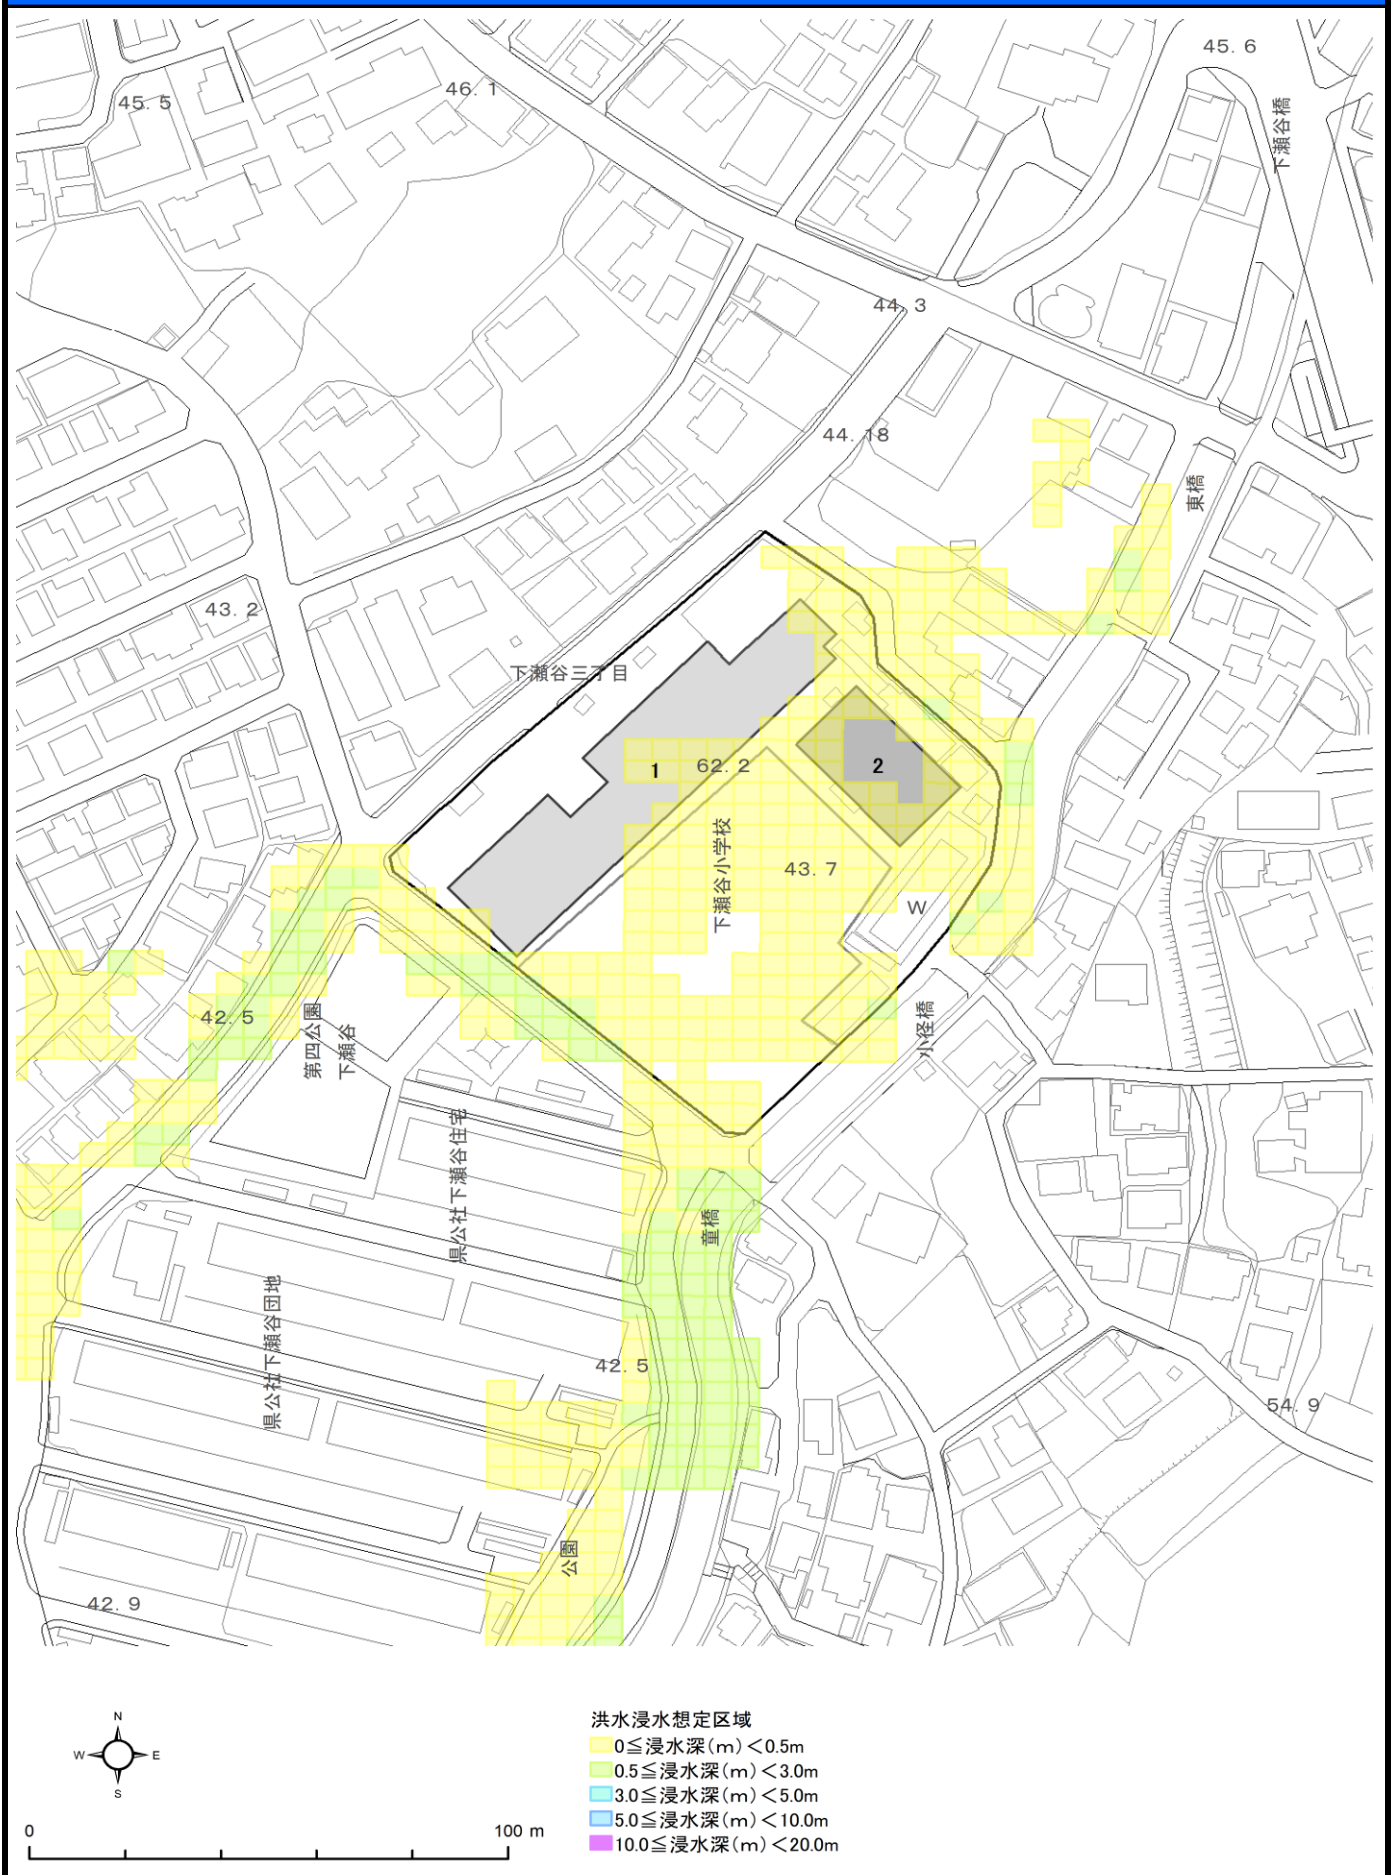 45.6
46.1
45.5
下瀬谷橋
44.3
44.18
東橋
43.2
下瀬谷三丁目
1
62.2
2
下瀬谷小学校
43.7
W
42.5
第四公園
下瀬谷
小径橋
県公社下瀬谷住宅
童橋
県公社下瀬谷団地
42.5
54.9
公園
42.9
N
W E
S
0 100 m
洪水浸水想定区域
0≦浸水深(m)<0.5m
0.5≦浸水深(m)<3.0m
3.0≦浸水深(m)<5.0m
5.0≦浸水深(m)<10.0m
10.0≦浸水深(m)<20.0m